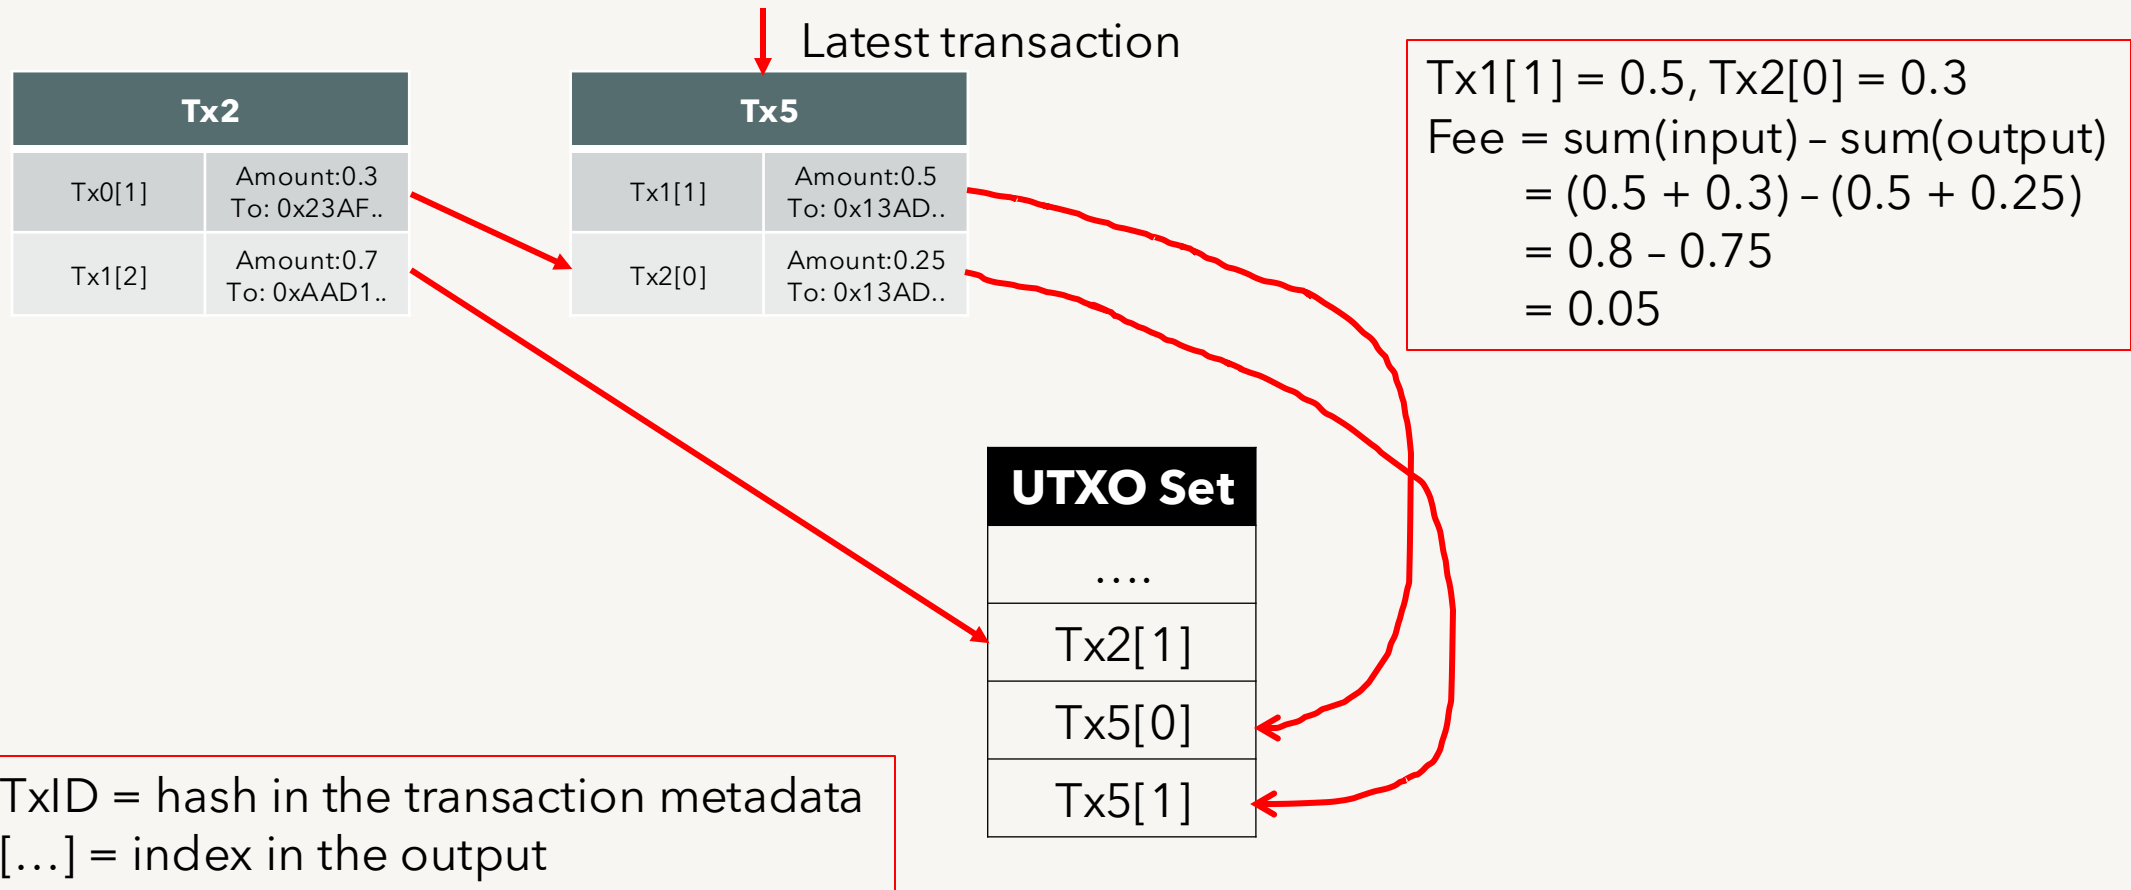 Latest transaction
Tx2
Tx0[1]
Amount:0.3
To: 0x23AF..
Tx1[2]
Amount:0.7
To: 0xAAD1..
Tx5
Tx1[1]
Amount:0.5
To: 0x13AD..
Tx2[0]
Amount:0.25
To: 0x13AD..
Tx1[1] = 0.5, Tx2[0] = 0.3
Fee = sum(input) – sum(output)
= (0.5 + 0.3) – (0.5 + 0.25)
= 0.8 – 0.75
= 0.05
UTXO Set
....
Tx2[1]
Tx5[0]
Tx5[1]
TxID = hash in the transaction metadata
[...] = index in the output